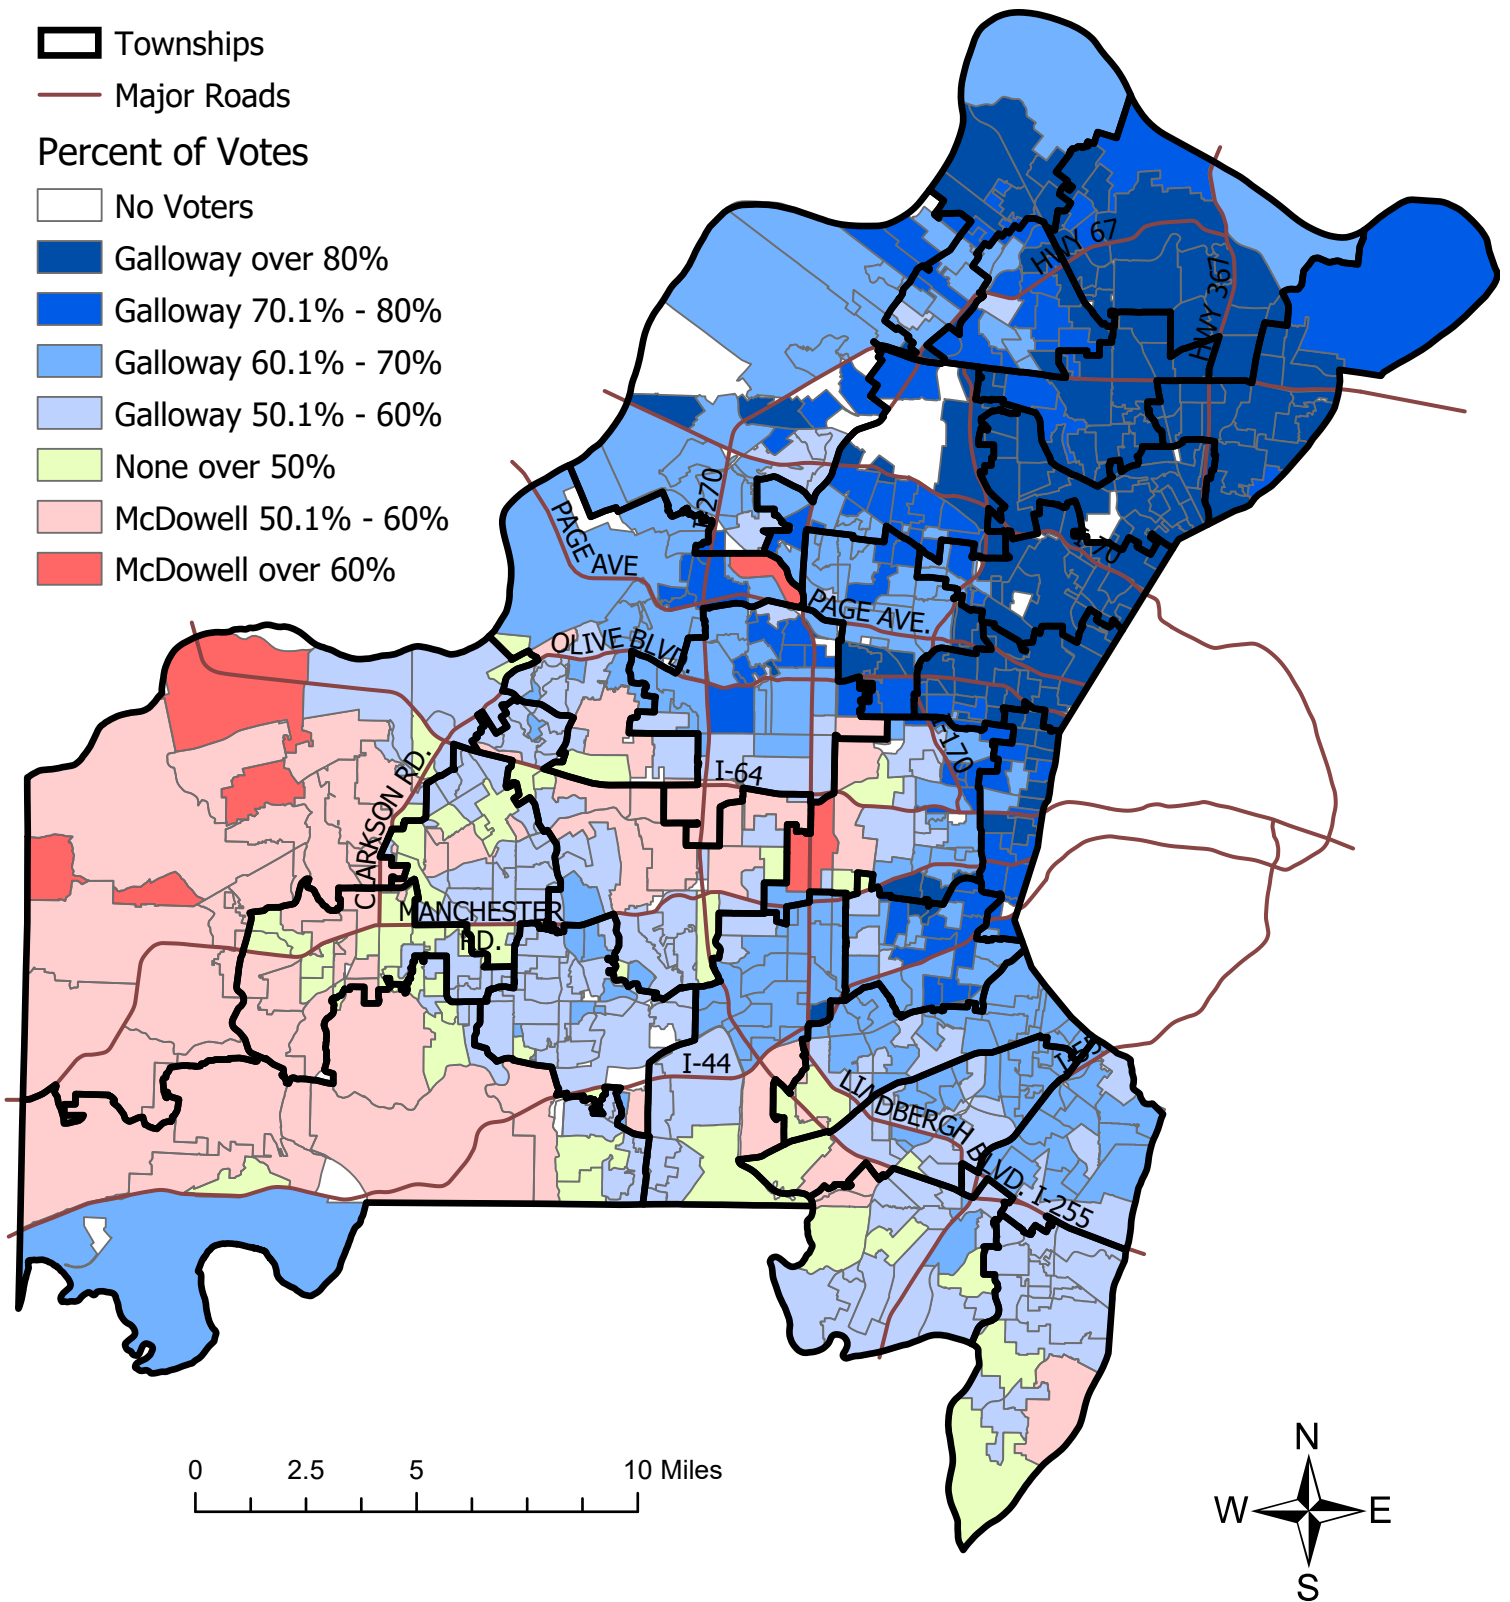 Townships
Major Roads
Percent of Votes
No Voters
Galloway over 80%
Galloway 70.1% - 80%
Galloway 60.1% - 70%
Galloway 50.1% - 60%
None over 50%
McDowell 50.1% - 60%
McDowell over 60%
HWY 67
HWY 367
I-270
I-70
PAGE AVE
PAGE AVE.
OLIVE BLVD.
I-170
I-64
CLARKSON RD.
MANCHESTER
RD.
I-44
I-55
LINDBERGH BLVD.
I-255
0 2.5 5 10 Miles
N
W E
S